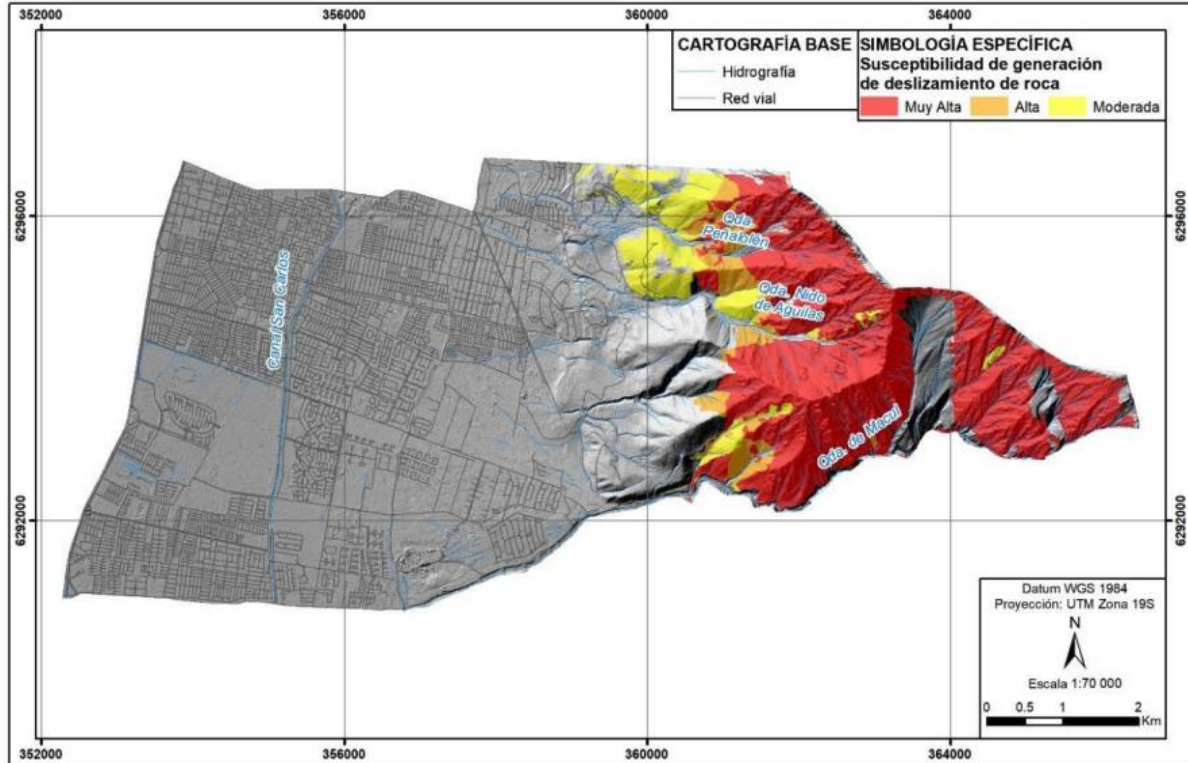 352000
356000
360000
364000
CARTOGRAFÍA BASE
Hidrografía
Red vial
SIMBOLOGÍA ESPECÍFICA
Susceptibilidad de generación
de deslizamiento de roca
Muy Alta
Alta
Moderada
6296000
6296000
Qda.
Peñalolén
Qda. Nido
de Aguilas
Canal San Carlos
Qda. de Macul
6292000
6292000
Datum WGS 1984
Proyección: UTM Zona 19S
N
Escala 1:70 000
0 0.5 1 2
Km
352000
356000
360000
364000